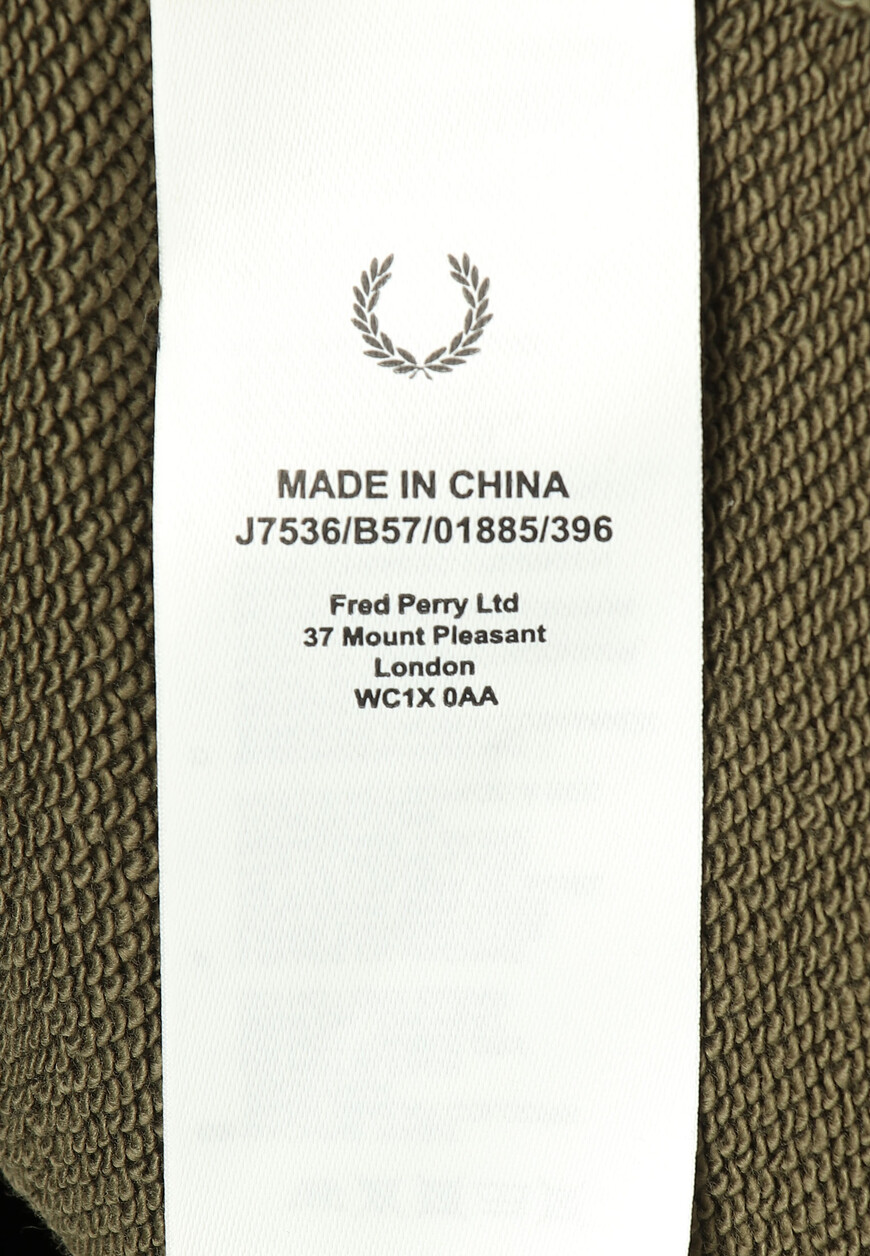 MADE IN CHINA
J7536/B57/01885/396
Fred Perry Ltd
37 Mount Pleasant
London
WC1X 0AA